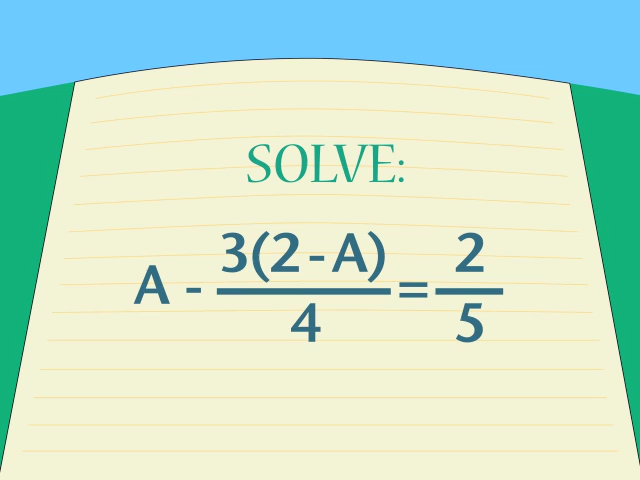 SOLVE:
A - 3(2-A)/4 = 2/5